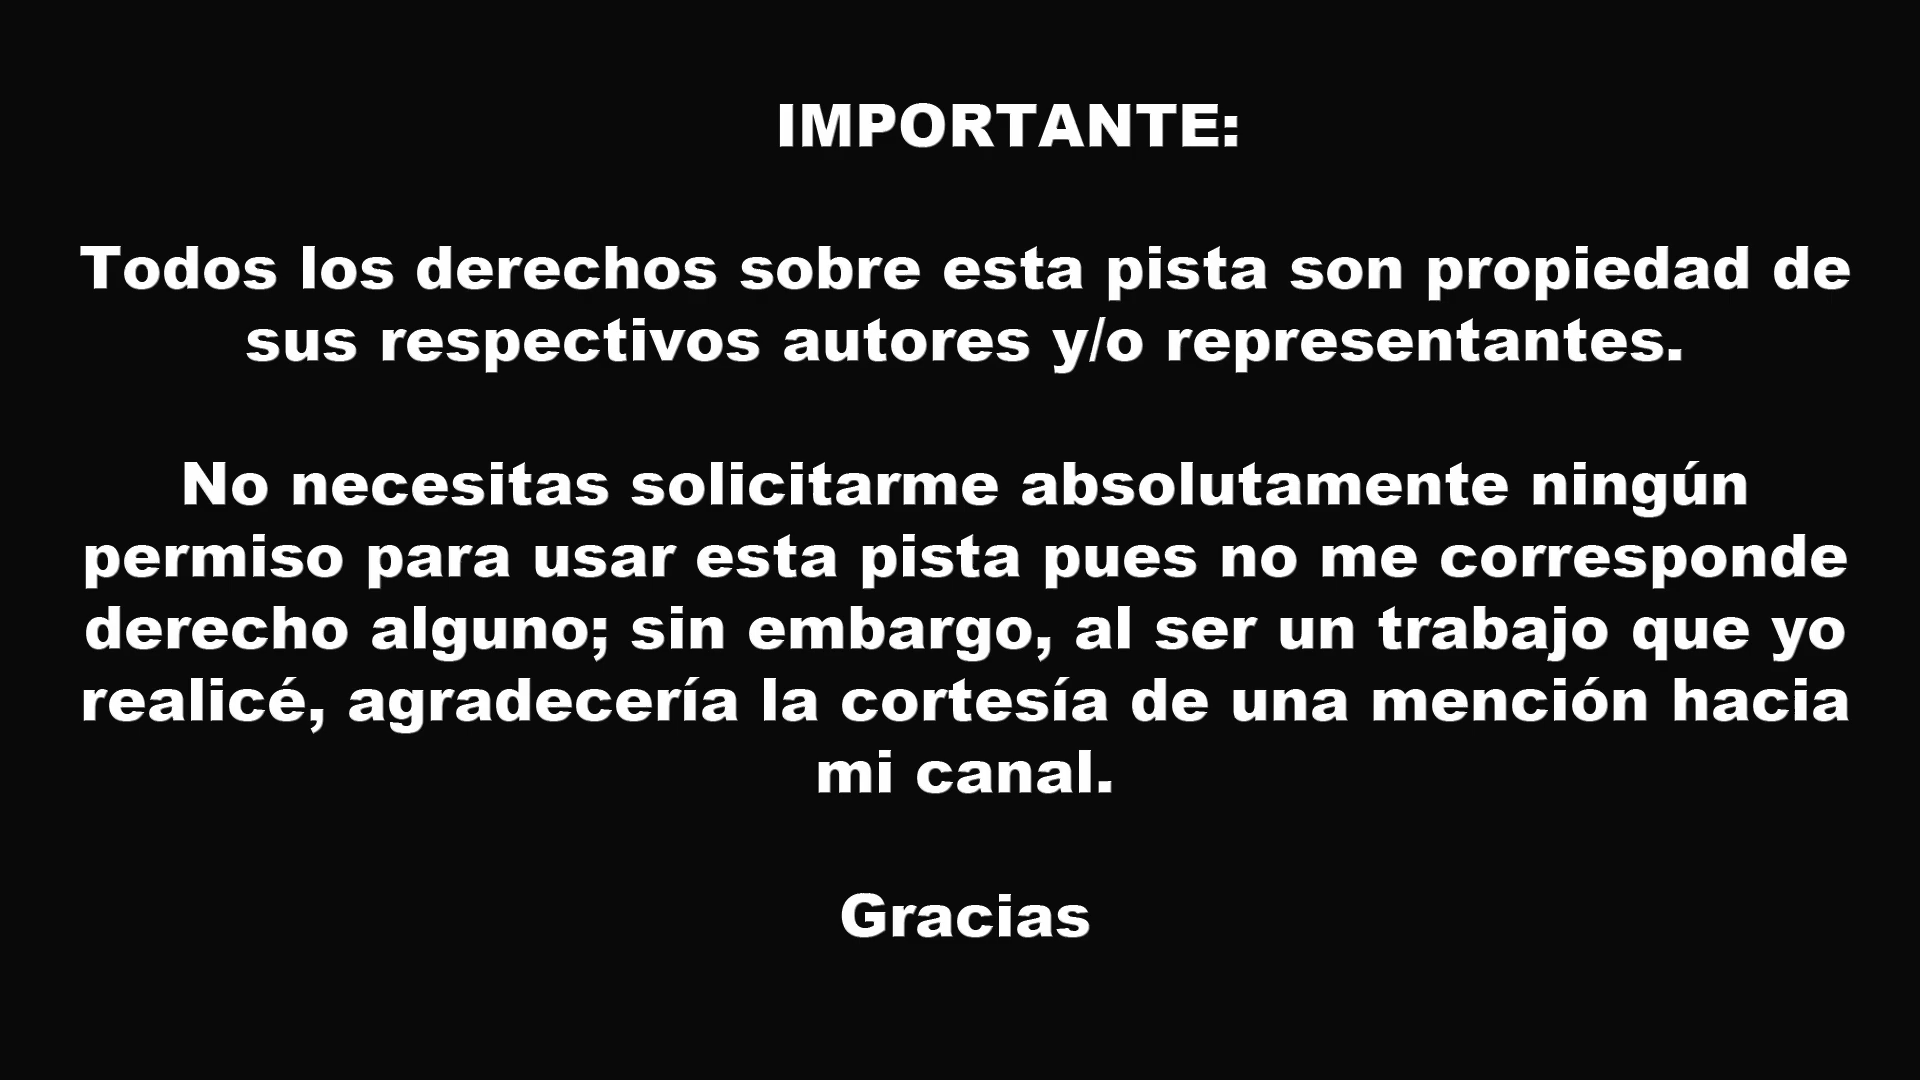 IMPORTANTE:
Todos los derechos sobre esta pista son propiedad de
sus respectivos autores y/o representantes.
No necesitas solicitarme absolutamente ningún
permiso para usar esta pista pues no me corresponde
derecho alguno; sin embargo, al ser un trabajo que yo
realicé, agradecería la cortesía de una mención hacia
mi canal.
Gracias